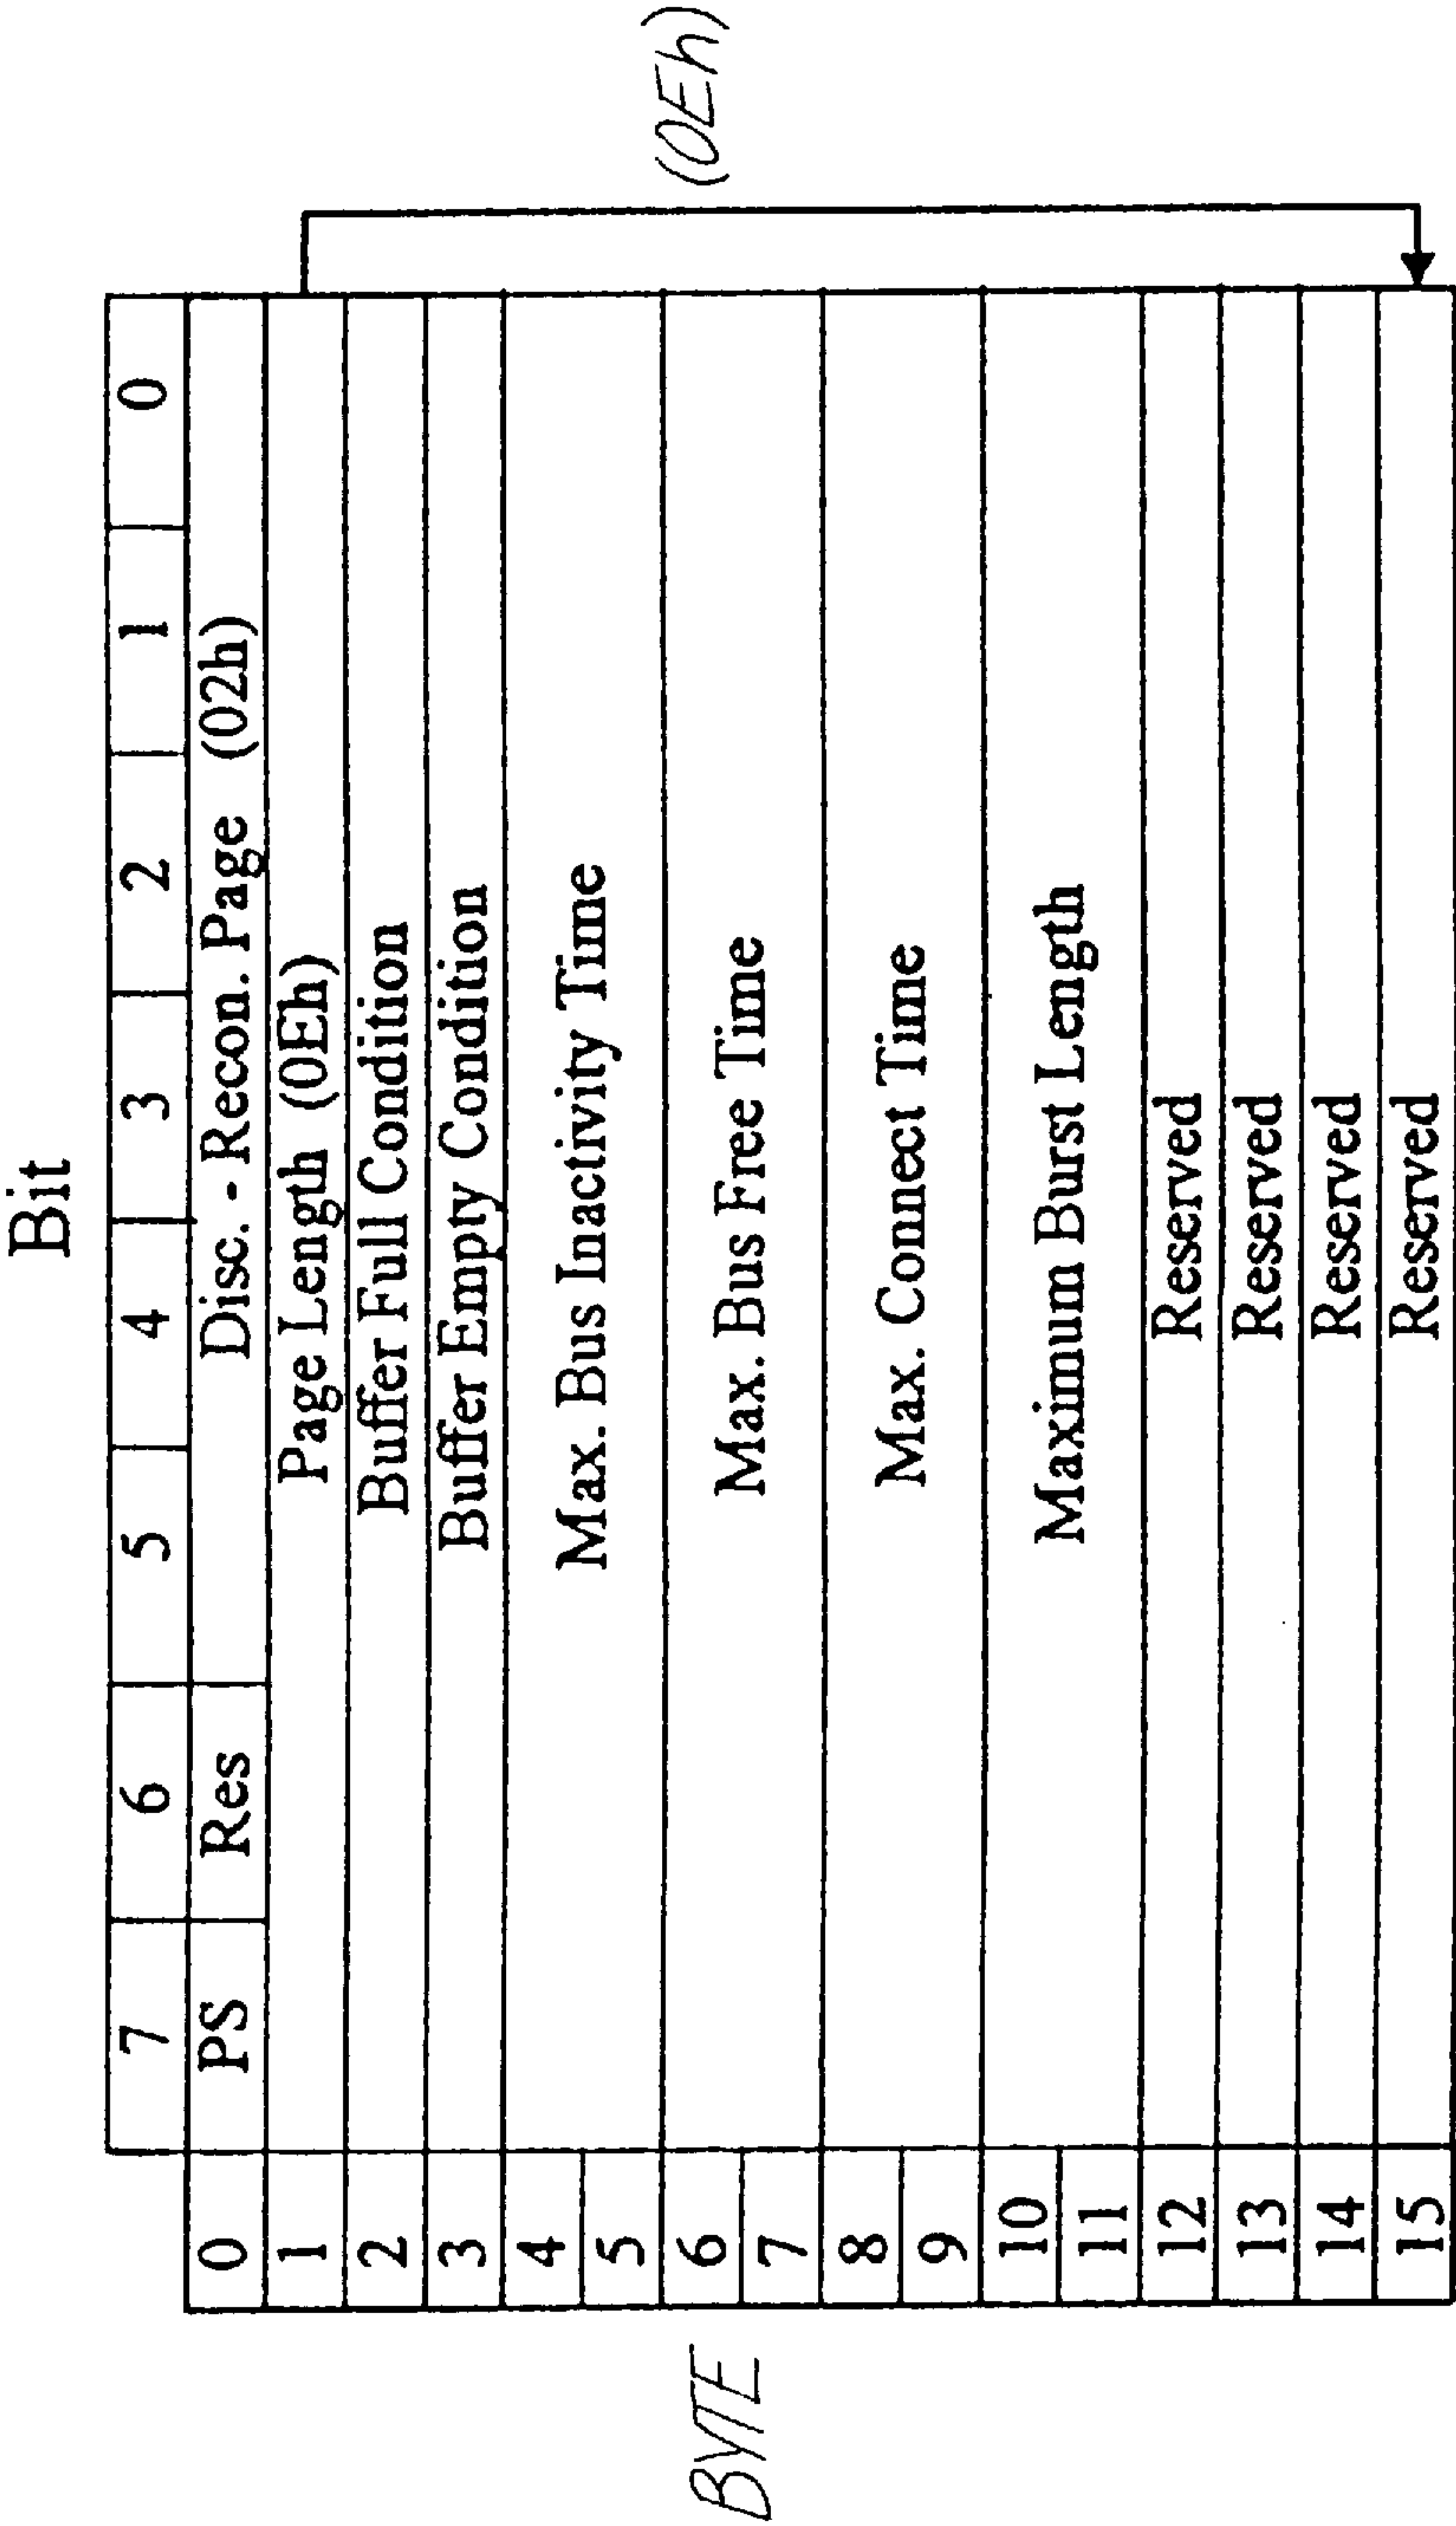 Bit
7 6 5 4 3 2 1 0
0 PS Res Disc. - Recon. Page (02h)
1 Page Length (0Eh)
2 Buffer Full Condition
3 Buffer Empty Condition
4 Max. Bus Inactivity Time
5
BYTE
6 Max. Bus Free Time
7
(0Eh)
8 Max. Connect Time
9
10 Maximum Burst Length
11
12 Reserved
13 Reserved
14 Reserved
15 Reserved